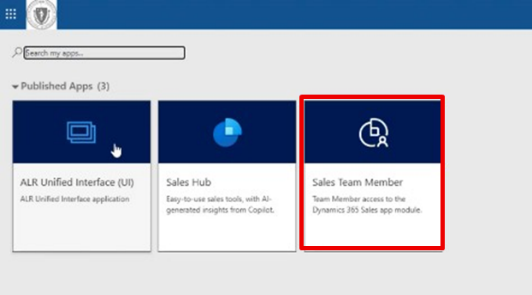 Search my apps...
Published Apps (3)
ALR Unified Interface (UI)
ALR Unified Interface application
Sales Hub
Easy-to-use sales tools, with AI-
generated insights from Copilot.
Sales Team Member
Team Member access to the
Dynamics 365 Sales app module.